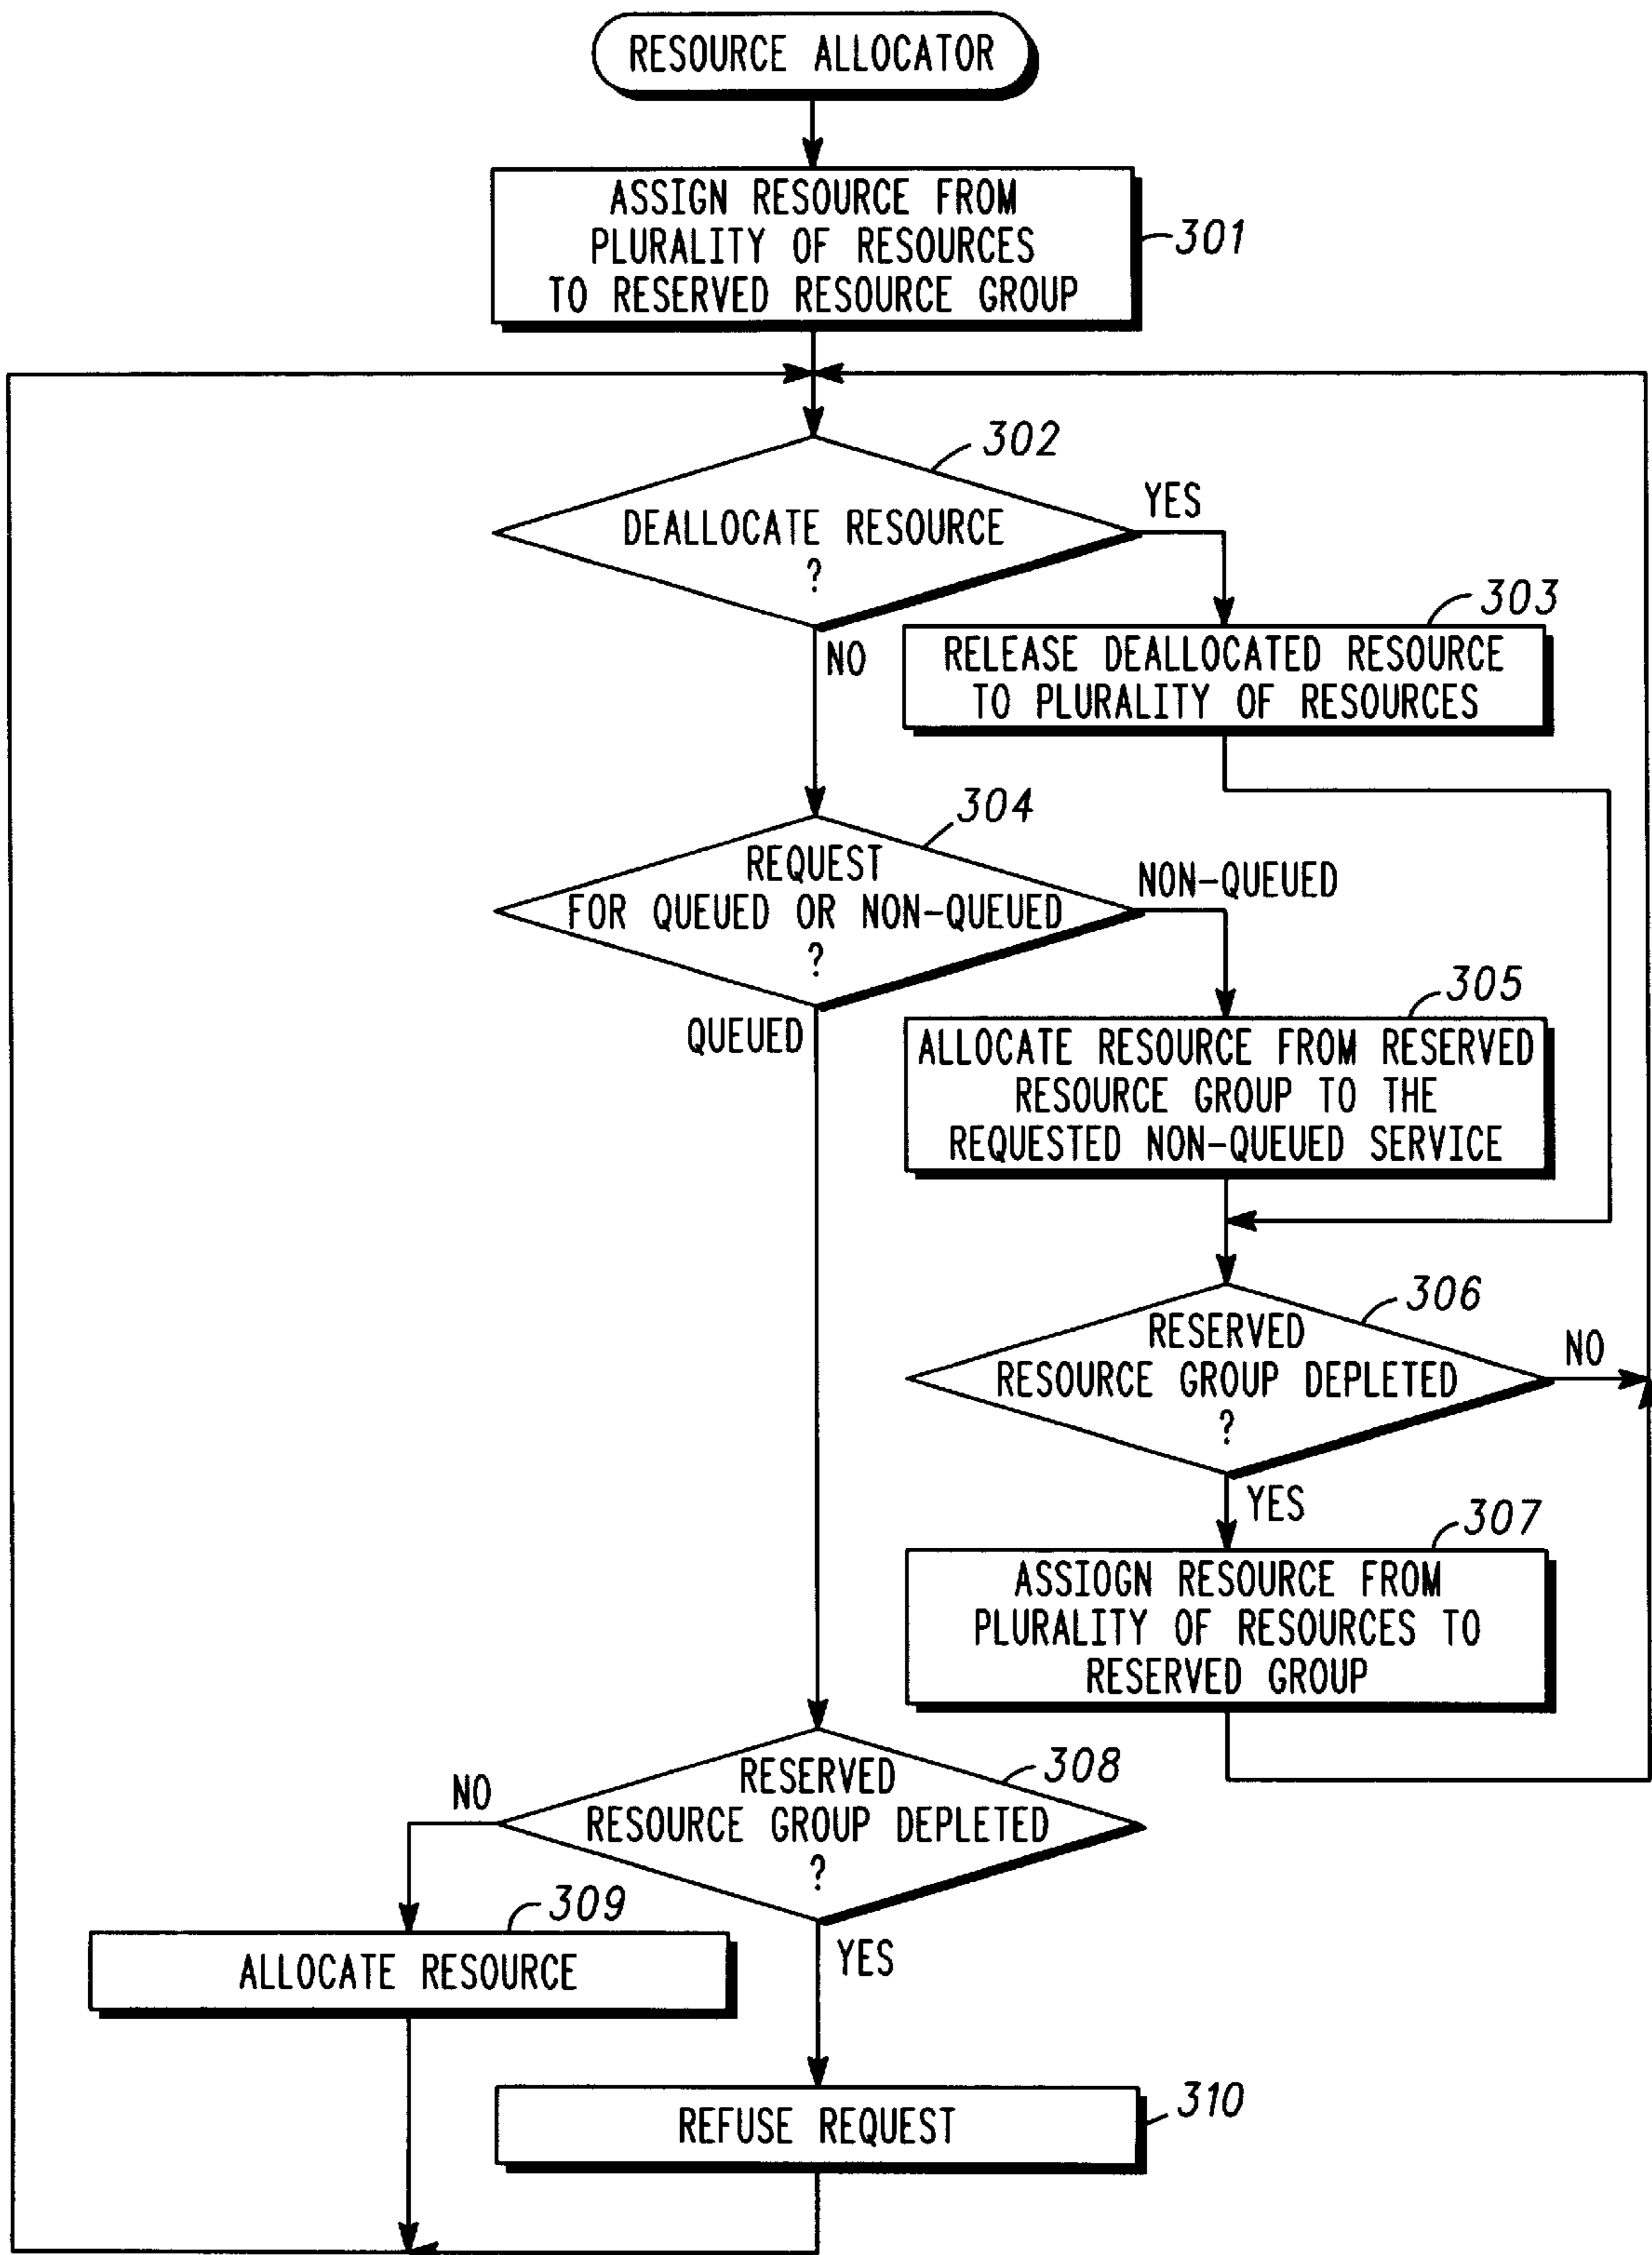 RESOURCE ALLOCATOR
ASSIGN RESOURCE FROM
PLURALITY OF RESOURCES
TO RESERVED RESOURCE GROUP
301
302
DEALLOCATE RESOURCE
?
YES
NO
303
RELEASE DEALLOCATED RESOURCE
TO PLURALITY OF RESOURCES
304
REQUEST
FOR QUEUED OR NON-QUEUED
?
NON-QUEUED
QUEUED
305
ALLOCATE RESOURCE FROM RESERVED
RESOURCE GROUP TO THE
REQUESTED NON-QUEUED SERVICE
306
RESERVED
RESOURCE GROUP DEPLETED
?
NO
YES
307
ASSIOGN RESOURCE FROM
PLURALITY OF RESOURCES TO
RESERVED GROUP
308
RESERVED
RESOURCE GROUP DEPLETED
?
NO
YES
309
ALLOCATE RESOURCE
REFUSE REQUEST
310